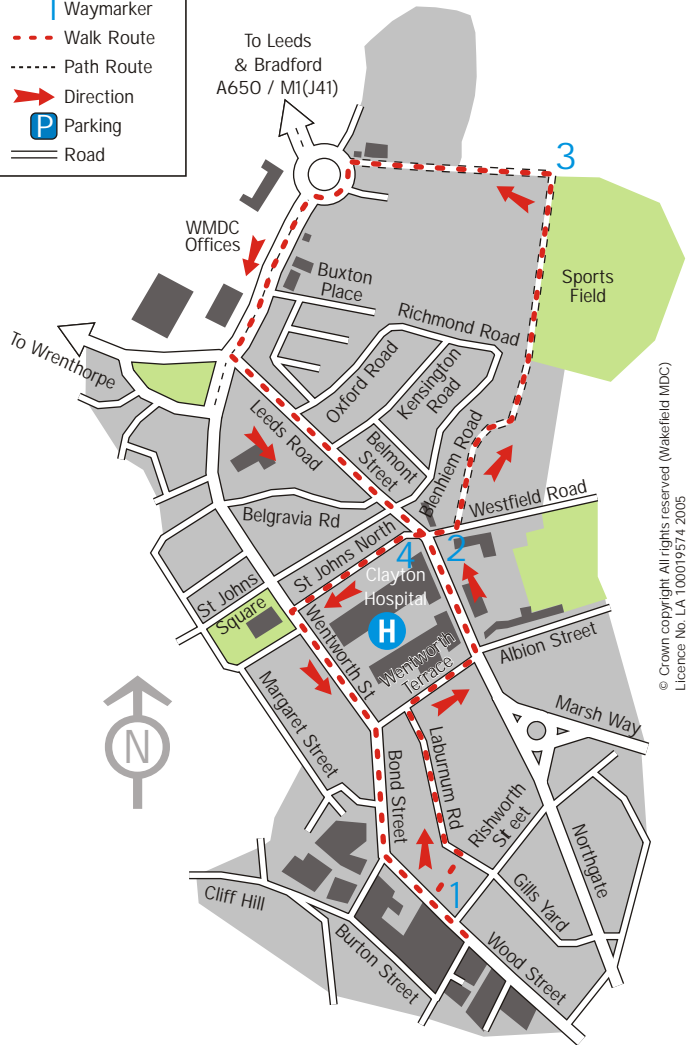 Waymarker
Walk Route
Path Route
Direction
P Parking
Road
To Leeds
& Bradford
A650 / M1(J41)
3
WMDC
Offices
Sports
Field
Buxton
Place
Richmond Road
To Wrenthorpe
Oxford Road
Kensington
Road
Leeds Road
Belmont
Street
Blenhiem Road
Westfield Road
Belgravia Rd
St Johns North
4
2
Clayton
Hospital
H
St Johns
Square
Wentworth St
Wentworth
Terrace
Albion Street
Margaret Street
Marsh Way
N
Bond Street
Laburnum Rd
Rishworth
St eet
Northgate
1
Gills Yard
Cliff Hill
Burton Street
Wood Street
© Crown copyright All rights reserved (Wakefield MDC)
Licence No. LA 100019574 2005